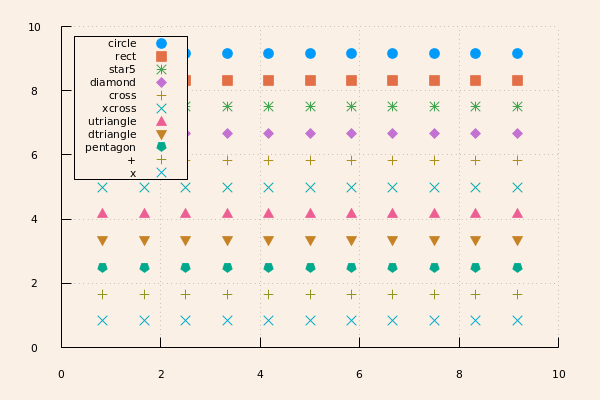 10
circle
rect
star5
8
diamond
cross
xcross
utriangle
dtriangle
6
pentagon
+
x
4
2
0
0 2 4 6 8 10